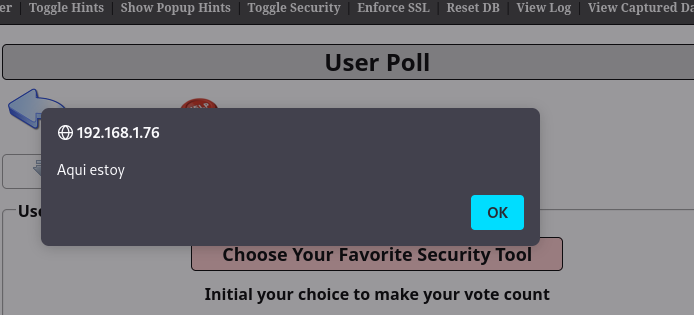 er | Toggle Hints | Show Popup Hints | Toggle Security | Enforce SSL | Reset DB | View Log | View Captured Da
User Poll
192.168.1.76
Aqui estoy
OK
Use
Choose Your Favorite Security Tool
Initial your choice to make your vote count